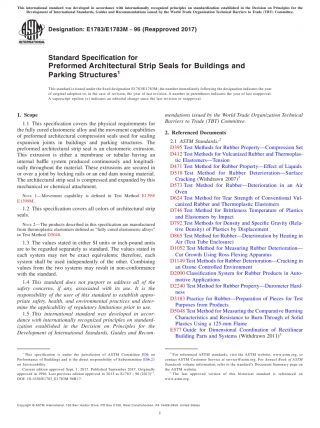 This international standard was developed in accordance with internationally recognized principles on standardization established in the Decision on Principles for the
Development of International Standards, Guides and Recommendations issued by the World Trade Organization Technical Barriers to Trade (TBT) Committee.
Designation: E1783/E1783M − 96 (Reapproved 2017)
Standard Specification for
Preformed Architectural Strip Seals for Buildings and
Parking Structures1
This standard is issued under the fixed designation E1783/E1783M; the number immediately following the designation indicates the year
of original adoption or, in the case of revision, the year of last revision. A number in parentheses indicates the year of last reapproval.
A superscript epsilon (ε) indicates an editorial change since the last revision or reapproval.
1. Scope
1.1 This specification covers the physical requirements for
the fully cured elastomeric alloy and the movement capabilities
of preformed architectural compression seals used for sealing
expansion joints in buildings and parking structures. The
preformed architectural strip seal is an elastomeric extrusion.
This extrusion is either a membrane or tubular having an
internal baffle system produced continuously and longitudi-
nally throughout the material. These extrusions are secured in
or over a joint by locking rails or an end dam nosing material.
The architectural strip seal is compressed and expanded by this
mechanical or chemical attachment.
NOTE 1—Movement capability is defined in Test Method E1399/
E1399M.
1.2 This specification covers all colors of architectural strip
seals.
NOTE 2—The products described in this specification are manufactured
from thermoplastic elastomers defined as "fully cured elastomeric alloys"
in Test Method D5048.
1.3 The values stated in either SI units or inch-pound units
are to be regarded separately as standard. The values stated in
each system may not be exact equivalents; therefore, each
system shall be used independently of the other. Combining
values from the two systems may result in non-conformance
with the standard.
1.4 This standard does not purport to address all of the
safety concerns, if any, associated with its use. It is the
responsibility of the user of this standard to establish appro-
priate safety, health, and environmental practices and deter-
mine the applicability of regulatory limitations prior to use.
1.5 This international standard was developed in accor-
dance with internationally recognized principles on standard-
ization established in the Decision on Principles for the
Development of International Standards, Guides and Recom-
mendations issued by the World Trade Organization Technical
Barriers to Trade (TBT) Committee.
2. Referenced Documents
2.1 ASTM Standards:2
D395 Test Methods for Rubber Property—Compression Set
D412 Test Methods for Vulcanized Rubber and Thermoplas-
tic Elastomers—Tension
D471 Test Method for Rubber Property—Effect of Liquids
D518 Test Method for Rubber Deterioration—Surface
Cracking (Withdrawn 2007)3
D573 Test Method for Rubber—Deterioration in an Air
Oven
D624 Test Method for Tear Strength of Conventional Vul-
canized Rubber and Thermoplastic Elastomers
D746 Test Method for Brittleness Temperature of Plastics
and Elastomers by Impact
D792 Test Methods for Density and Specific Gravity (Rela-
tive Density) of Plastics by Displacement
D865 Test Method for Rubber—Deterioration by Heating in
Air (Test Tube Enclosure)
D1052 Test Method for Measuring Rubber Deterioration—
Cut Growth Using Ross Flexing Apparatus
D1149 Test Methods for Rubber Deterioration—Cracking in
an Ozone Controlled Environment
D2000 Classification System for Rubber Products in Auto-
motive Applications
D2240 Test Method for Rubber Property—Durometer Hard-
ness
D3183 Practice for Rubber—Preparation of Pieces for Test
Purposes from Products
D5048 Test Method for Measuring the Comparative Burning
Characteristics and Resistance to Burn-Through of Solid
Plastics Using a 125-mm Flame
E577 Guide for Dimensional Coordination of Rectilinear
Building Parts and Systems (Withdrawn 2011)3
1 This specification is under the jurisdiction of ASTM Committee E06 on
Performance of Buildings and is the direct responsibility of Subcommittee E06.21
on Serviceability.
Current edition approved Sept. 1, 2017. Published September 2017. Originally
approved in 1996. Last previous edition approved in 2013 as
2 For referenced ASTM standards, visit the ASTM website, www.astm.org, or
contact ASTM Customer Service at service@astm.org. For Annual Book of ASTM
Standards volume information, refer to the standard's Document Summary page on
the ASTM website.
3 The last approved version of this historical standard is referenced on
www.astm.org.
Copyright © ASTM International, 100 Barr Harbor Drive, PO Box C700, West Conshohocken, PA 19428-2959. United States
1